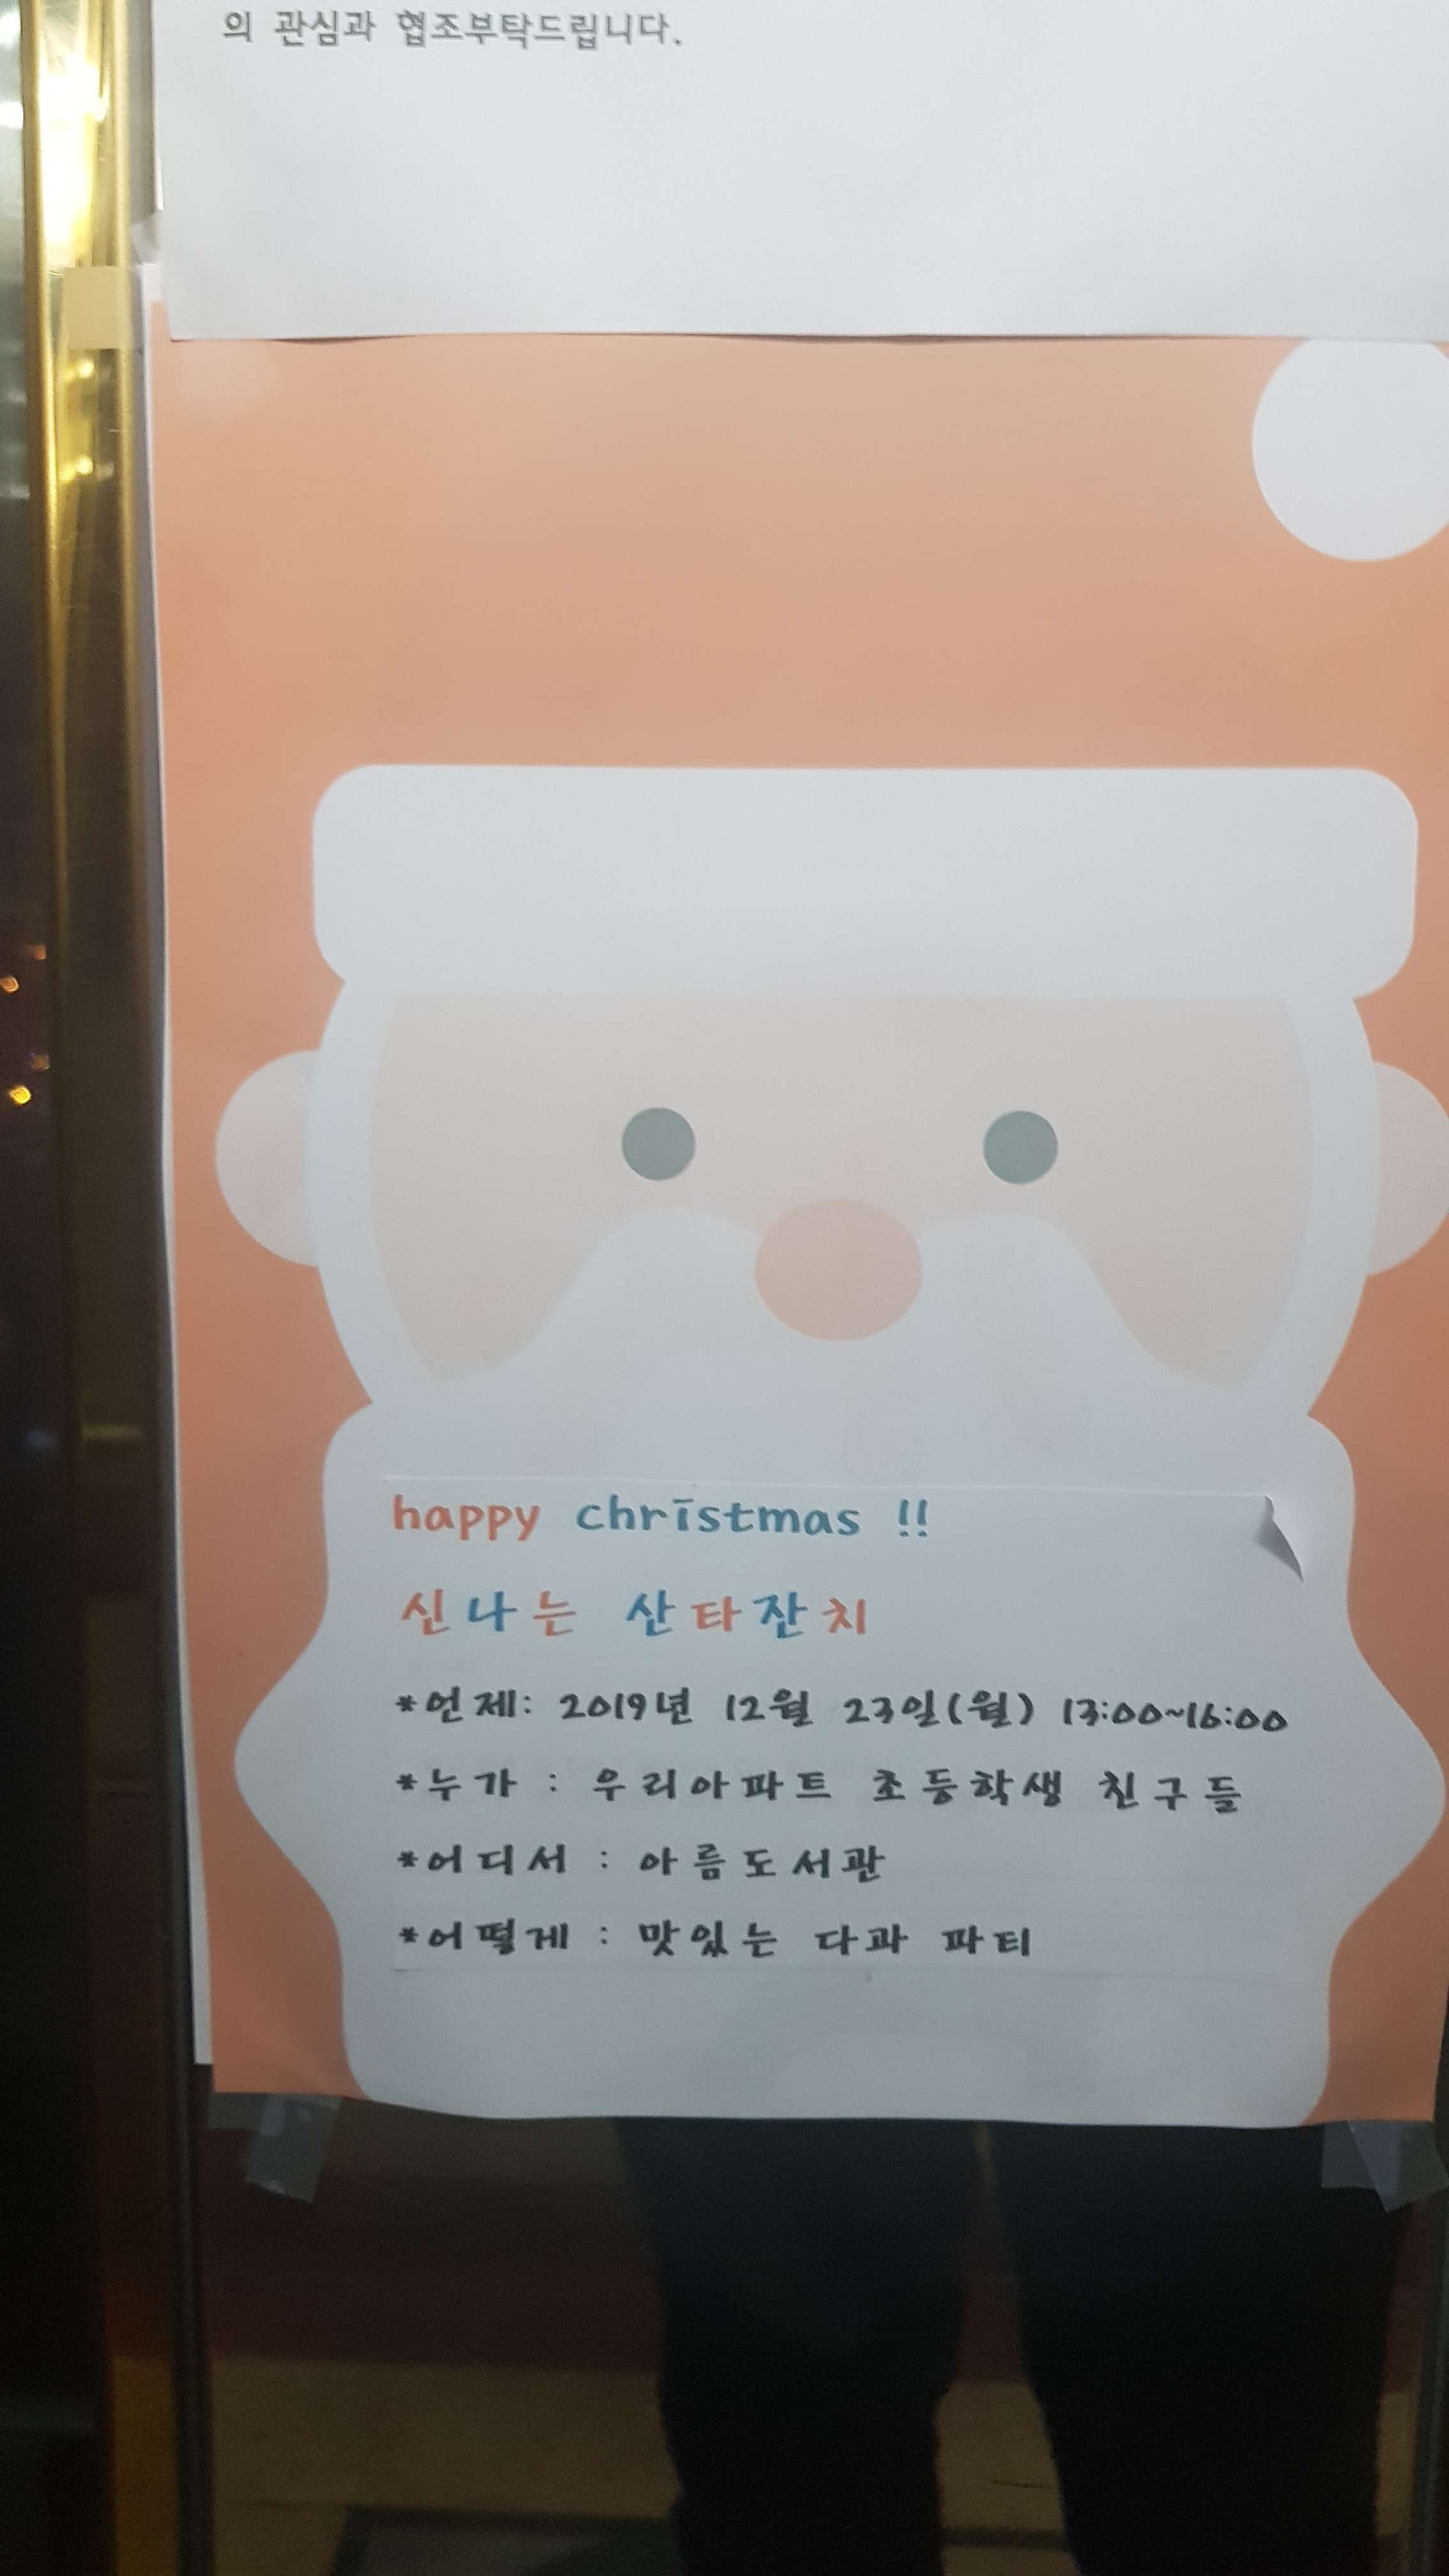 의 관심과 협조부탁드립니다.
happy christmas !!
신나는 산타잔치
*언제: 2019년 12월 23일(월) 13:00~16:00
*누가 : 우리아파트 초등학생 친구들
*어디서 : 아름도서관
*어떻게 : 맛있는 다과 파티